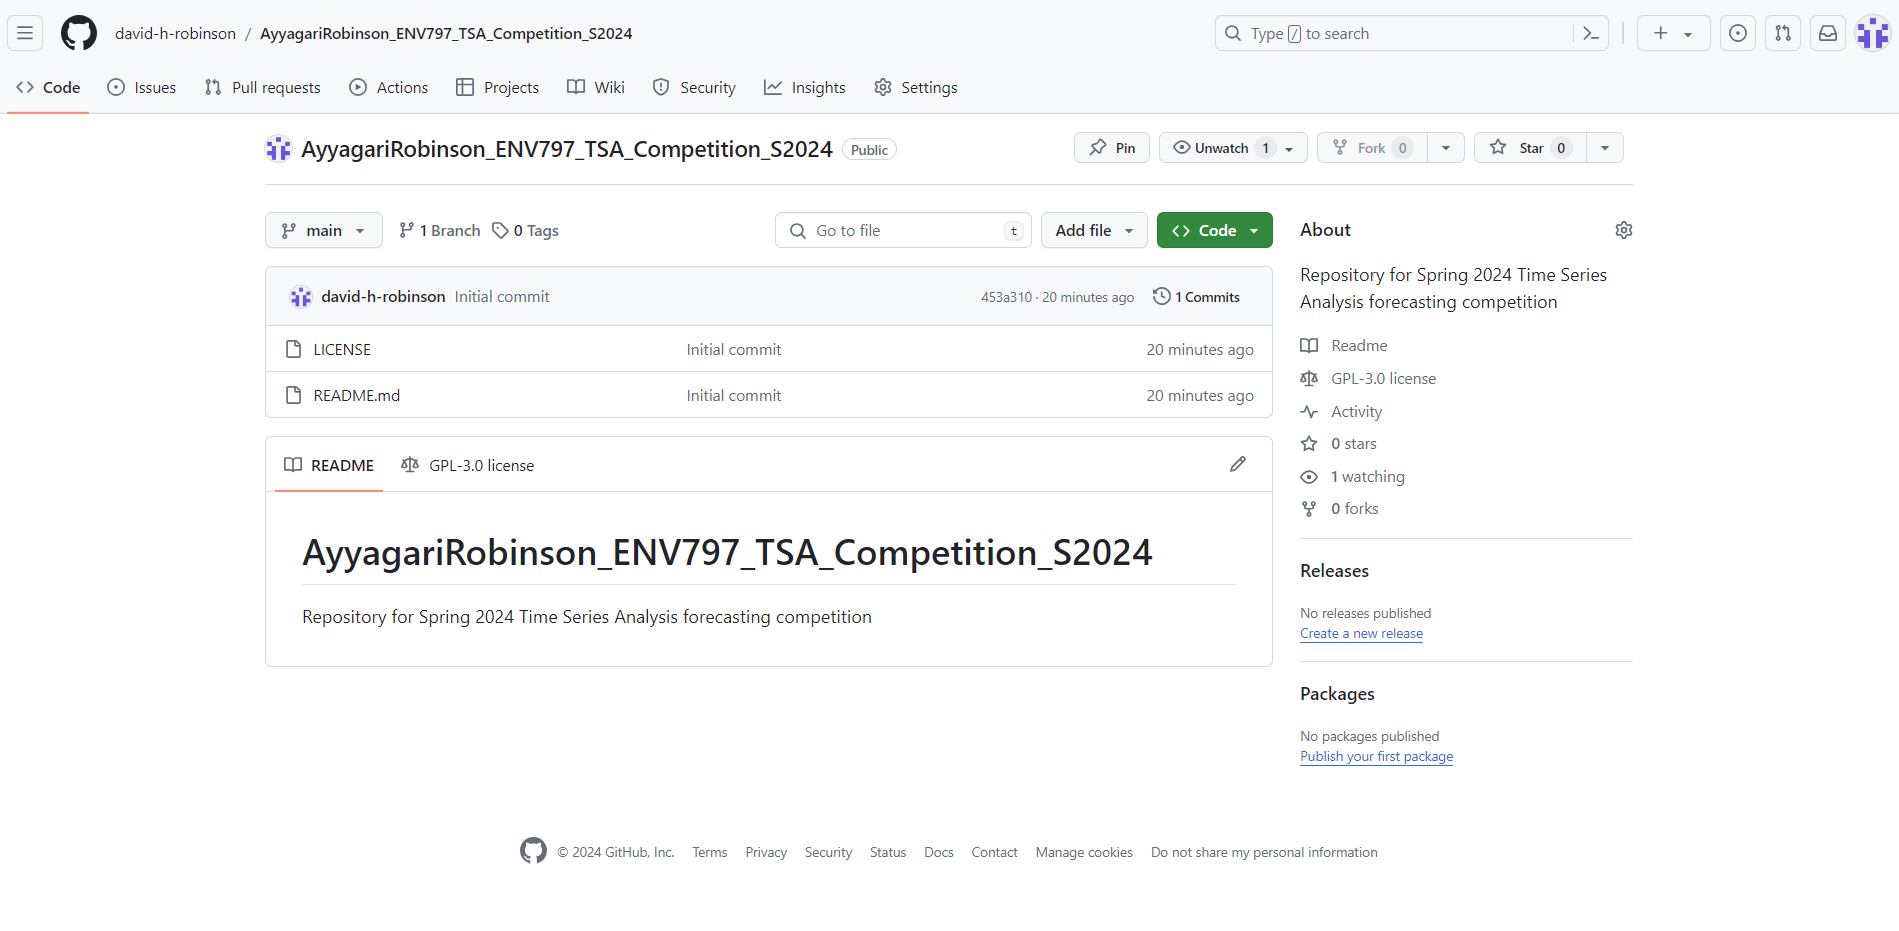 david-h-robinson / AyyagariRobinson_ENV797_TSA_Competition_S2024
Type / to search
Code Issues Pull requests Actions Projects Wiki Security Insights Settings
AyyagariRobinson_ENV797_TSA_Competition_S2024 Public
Pin Unwatch 1 Fork 0 Star 0
main 1 Branch 0 Tags Go to file t Add file Code
david-h-robinson Initial commit 453a310 · 20 minutes ago 1 Commits
LICENSE Initial commit 20 minutes ago
README.md Initial commit 20 minutes ago
README GPL-3.0 license
AyyagariRobinson_ENV797_TSA_Competition_S2024
Repository for Spring 2024 Time Series Analysis forecasting competition
About
Repository for Spring 2024 Time Series
Analysis forecasting competition
Readme
GPL-3.0 license
Activity
0 stars
1 watching
0 forks
Releases
No releases published
Create a new release
Packages
No packages published
Publish your first package
© 2024 GitHub, Inc. Terms Privacy Security Status Docs Contact Manage cookies Do not share my personal information